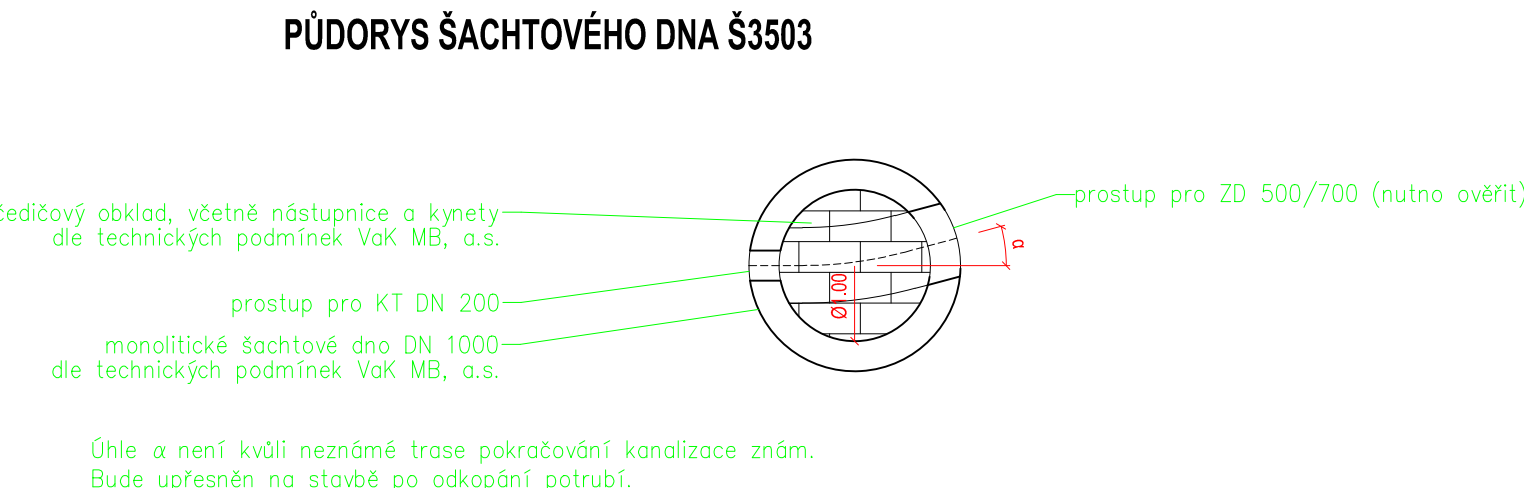 PŮDORYS ŠACHTOVÉHO DNA Š3503
prostup pro ZD 500/700 (nutno ověřit)
čedičový obklad, včetně nástupnice a kynety
dle technických podmínek VaK MB, a.s.
α
Ø1.00
prostup pro KT DN 200
monolitické šachtové dno DN 1000
dle technických podmínek VaK MB, a.s.
Úhle α není kvůli neznámé trase pokračování kanalizace znám.
Bude upřesněn na stavbě po odkopání potrubí.